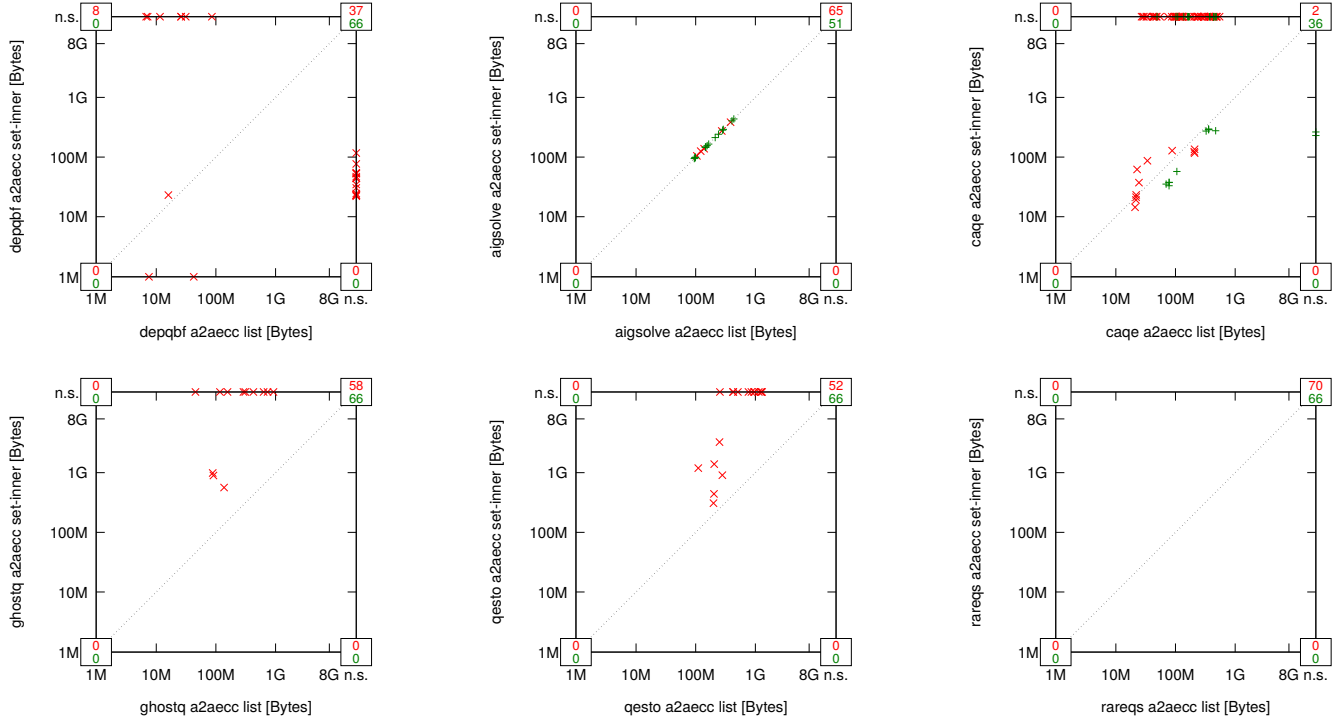 n.s.
8 0
37 66
8G
1G
100M
10M
1M
0 0
0 0
1M 10M 100M 1G 8G n.s.
depqbf a2aecc set-inner [Bytes]
depqbf a2aecc list [Bytes]
n.s.
0 0
65 51
8G
1G
100M
10M
1M
0 0
0 0
1M 10M 100M 1G 8G n.s.
aigsolve a2aecc set-inner [Bytes]
aigsolve a2aecc list [Bytes]
n.s.
0 0
2 36
8G
1G
100M
10M
1M
0 0
0 0
1M 10M 100M 1G 8G n.s.
caqe a2aecc set-inner [Bytes]
caqe a2aecc list [Bytes]
n.s.
0 0
58 66
8G
1G
100M
10M
1M
0 0
0 0
1M 10M 100M 1G 8G n.s.
ghostq a2aecc set-inner [Bytes]
ghostq a2aecc list [Bytes]
n.s.
0 0
52 66
8G
1G
100M
10M
1M
0 0
0 0
1M 10M 100M 1G 8G n.s.
qesto a2aecc set-inner [Bytes]
qesto a2aecc list [Bytes]
n.s.
0 0
70 66
8G
1G
100M
10M
1M
0 0
0 0
1M 10M 100M 1G 8G n.s.
rareqs a2aecc set-inner [Bytes]
rareqs a2aecc list [Bytes]